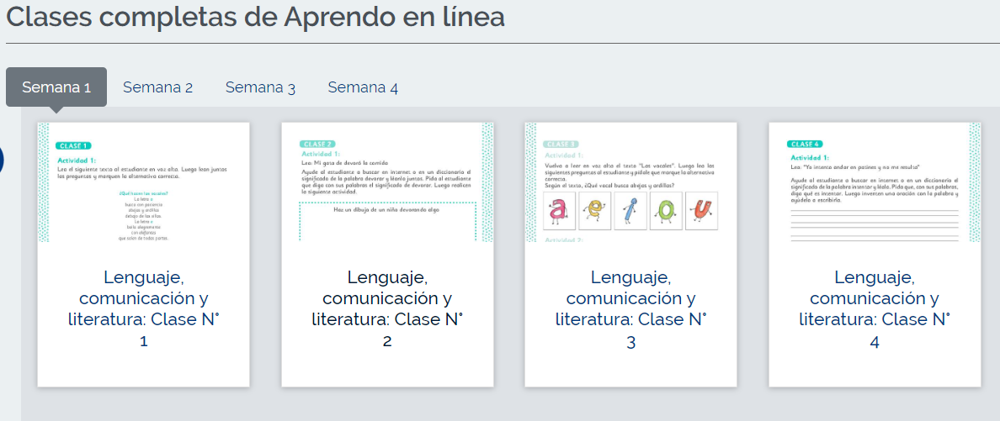 Clases completas de Aprendo en línea
Semana 1
Semana 2
Semana 3
Semana 4
CLASE 1
Actividad 1:
Lea el siguiente texto al estudiante en voz alta. Luego lean juntos
las preguntas y marquen la alternativa correcta.
¿Qué hacen las vocales?
La letra a
busca con paciencia
abejas y ardillas
debajo de las sillas.
La letra e
baila alegremente
con elefantes
que salen de todas partes.
Lenguaje,
comunicación y
literatura: Clase N°
1
CLASE 2
Actividad 1:
Lea: Mi gata de devoró la comida
Ayude al estudiante a buscar en internet o en un diccionario el
significado de la palabra devorar y léanlo juntos. Pida al estudiante
que diga con sus palabras el significado de devorar. Luego realicen
la siguiente actividad.
Haz un dibujo de un niño devorando algo
Lenguaje,
comunicación y
literatura: Clase N°
2
CLASE 3
Actividad 1:
Vuelva a leer en voz alta el texto "Las vocales". Luego lea las
siguientes preguntas al estudiante y pídale que marque la alternativa
correcta.
Según el texto, ¿Qué vocal busca abejas y ardillas?
a e i o u
Actividad 2:
Lenguaje,
comunicación y
literatura: Clase N°
3
CLASE 4
Actividad 1:
Lea: "Yo intento andar en patines y no me resulta"
Ayude al estudiante a buscar en internet o en un diccionario el
significado de la palabra intentar y léalo. Pida que, con sus palabras,
diga qué es intentar. Luego inventen una oración con la palabra y
ayúdelo a escribirla.
Lenguaje,
comunicación y
literatura: Clase N°
4